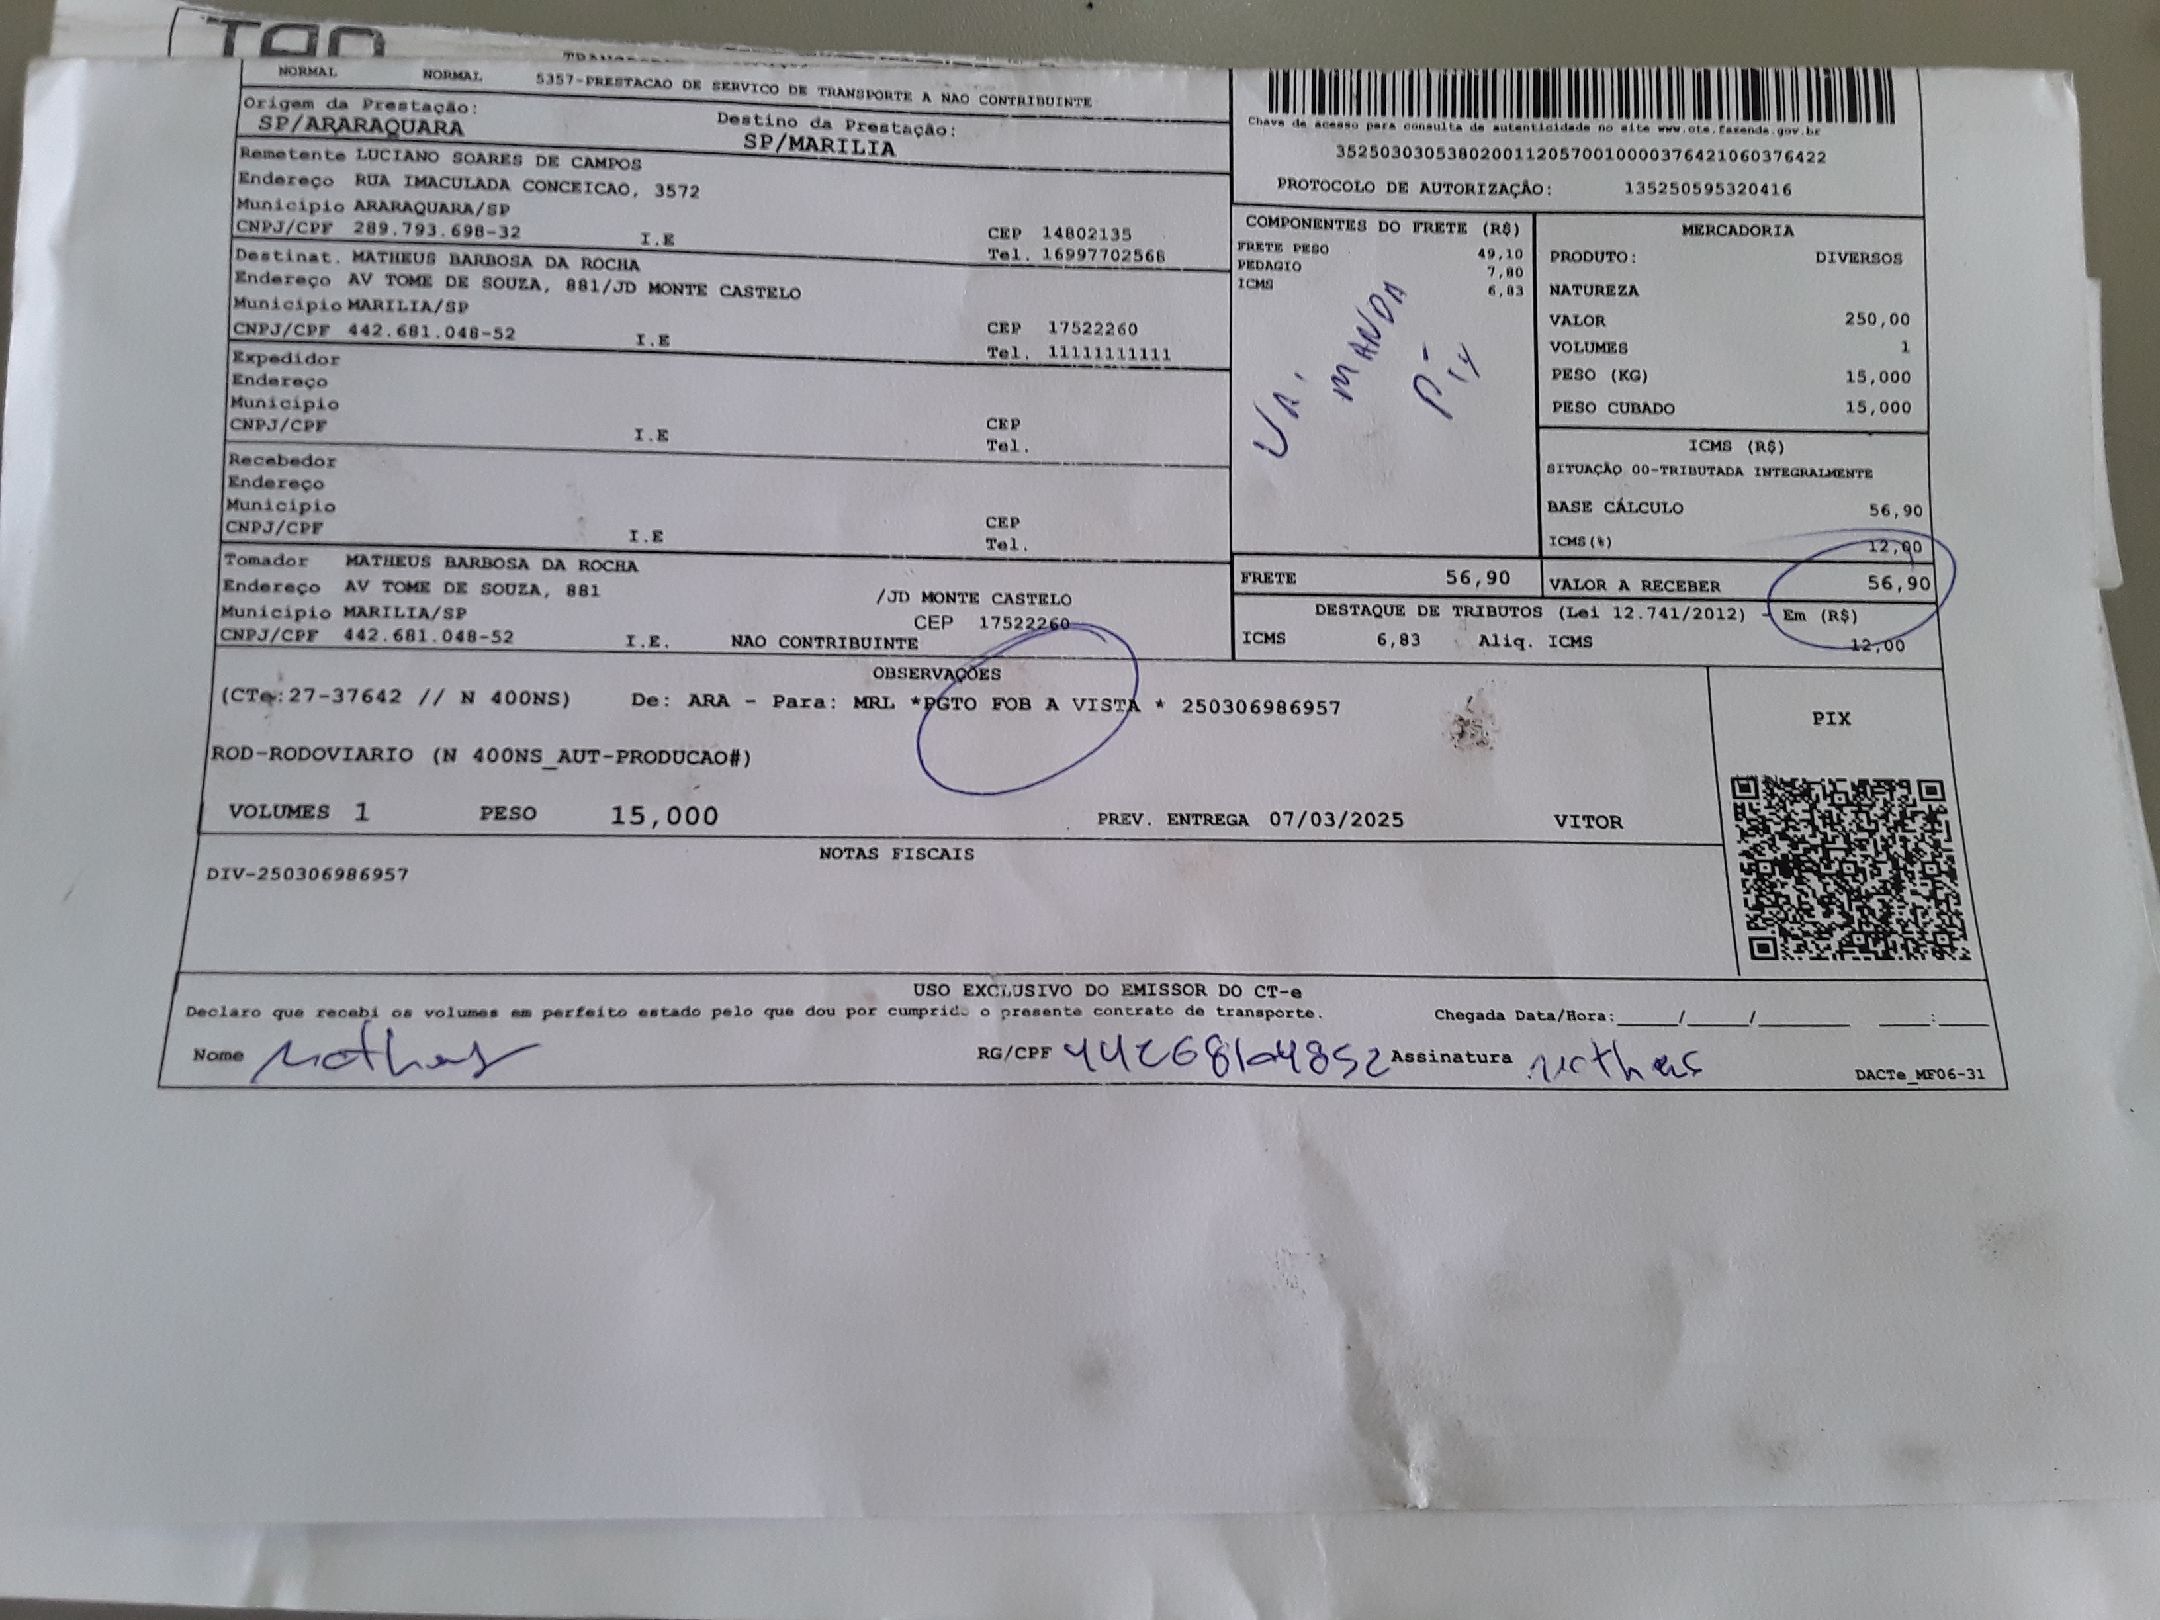 TAO
NORMAL NORMAL 5357-PRESTACAO DE SERVICO DE TRANSPORTE A NAO CONTRIBUINTE
Origem da Prestação: Destino da Prestação:
SP/ARARAQUARA SP/MARILIA
Remetente LUCIANO SOARES DE CAMPOS
Endereço RUA IMACULADA CONCEICAO, 3572
Município ARARAQUARA/SP
CNPJ/CPF 289.793.698-32 I.E CEP 14802135
Tel. 16997702568
Destinat. MATHEUS BARBOSA DA ROCHA
Endereço AV TOME DE SOUZA, 881/JD MONTE CASTELO
Município MARILIA/SP
CNPJ/CPF 442.681.048-52 I.E CEP 17522260
Tel. 11111111111
Expedidor
Endereço
Município
CNPJ/CPF I.E CEP
Tel.
Recebedor
Endereço
Município
CNPJ/CPF I.E CEP
Tel.
Tomador MATHEUS BARBOSA DA ROCHA
Endereço AV TOME DE SOUZA, 881 /JD MONTE CASTELO
Município MARILIA/SP CEP 17522260
CNPJ/CPF 442.681.048-52 I.E. NAO CONTRIBUINTE
Chave de acesso para consulta de autenticidade no site www.cte.fazenda.gov.br
35250303053802001120570010000376421060376422
PROTOCOLO DE AUTORIZAÇÃO: 135250595320416
COMPONENTES DO FRETE (R$)
FRETE PESO 49,10
PEDAGIO 7,80
ICMS 6,83
VAI
MANDA
PIX
MERCADORIA
PRODUTO: DIVERSOS
NATUREZA
VALOR 250,00
VOLUMES 1
PESO (KG) 15,000
PESO CUBADO 15,000
ICMS (R$)
SITUAÇÃO 00-TRIBUTADA INTEGRALMENTE
BASE CÁLCULO 56,90
ICMS(%) 12,00
FRETE 56,90 VALOR A RECEBER 56,90
DESTAQUE DE TRIBUTOS (Lei 12.741/2012) - Em (R$)
ICMS 6,83 Aliq. ICMS 12,00
OBSERVAÇÕES
(CTe:27-37642 // N 400NS) De: ARA - Para: MRL *PGTO FOB A VISTA * 250306986957
ROD-RODOVIARIO (N 400NS_AUT-PRODUCAO#)
VOLUMES 1 PESO 15,000 PREV. ENTREGA 07/03/2025 VITOR
PIX
NOTAS FISCAIS
DIV-250306986957
USO EXCLUSIVO DO EMISSOR DO CT-e
Declaro que recebi os volumes em perfeito estado pelo que dou por cumprido o presente contrato de transporte. Chegada Data/Hora:____/____/______ ___:___
Nome Matheus RG/CPF 44268104852 Assinatura Matheus
DACTe_MF06-31